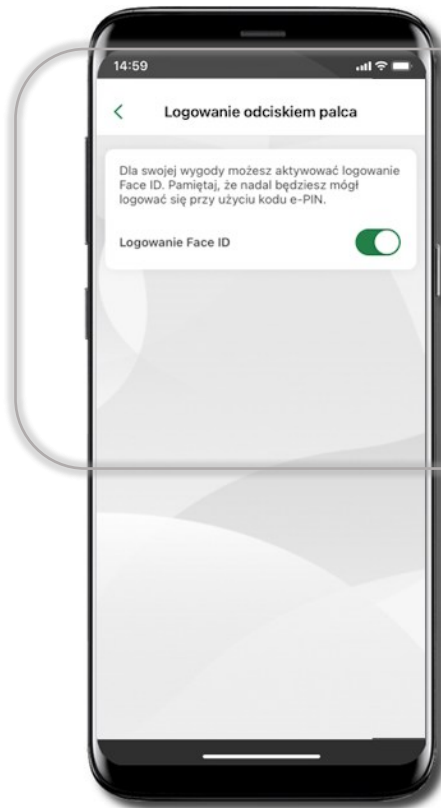 14:59
Logowanie odciskiem palca
Dla swojej wygody możesz aktywować logowanie
Face ID. Pamiętaj, że nadal będziesz mógł
logować się przy użyciu kodu e-PIN.
Logowanie Face ID